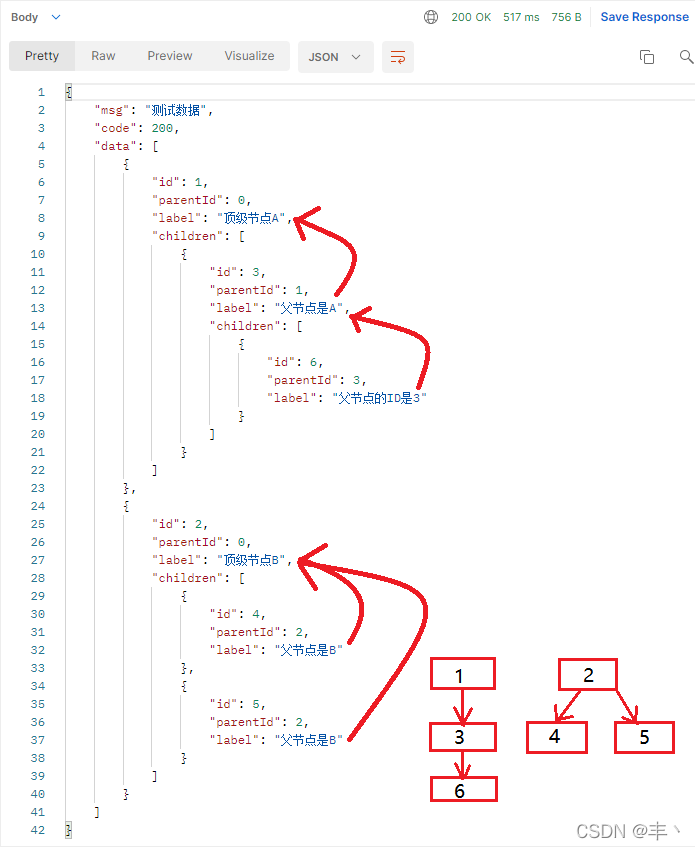 Body 200 OK 517 ms 756 B Save Response
Pretty Raw Preview Visualize JSON
1 {
2 "msg": "测试数据",
3 "code": 200,
4 "data": [
5 {
6 "id": 1,
7 "parentId": 0,
8 "label": "顶级节点A",
9 "children": [
10 {
11 "id": 3,
12 "parentId": 1,
13 "label": "父节点是A",
14 "children": [
15 {
16 "id": 6,
17 "parentId": 3,
18 "label": "父节点的ID是3"
19 }
20 ]
21 }
22 ]
23 },
24 {
25 "id": 2,
26 "parentId": 0,
27 "label": "顶级节点B",
28 "children": [
29 {
30 "id": 4,
31 "parentId": 2,
32 "label": "父节点是B"
33 },
34 {
35 "id": 5,
36 "parentId": 2,
37 "label": "父节点是B"
38 }
39 ]
40 }
41 ]
42 }
1 2
3 4 5
6
CSDN @丰丶